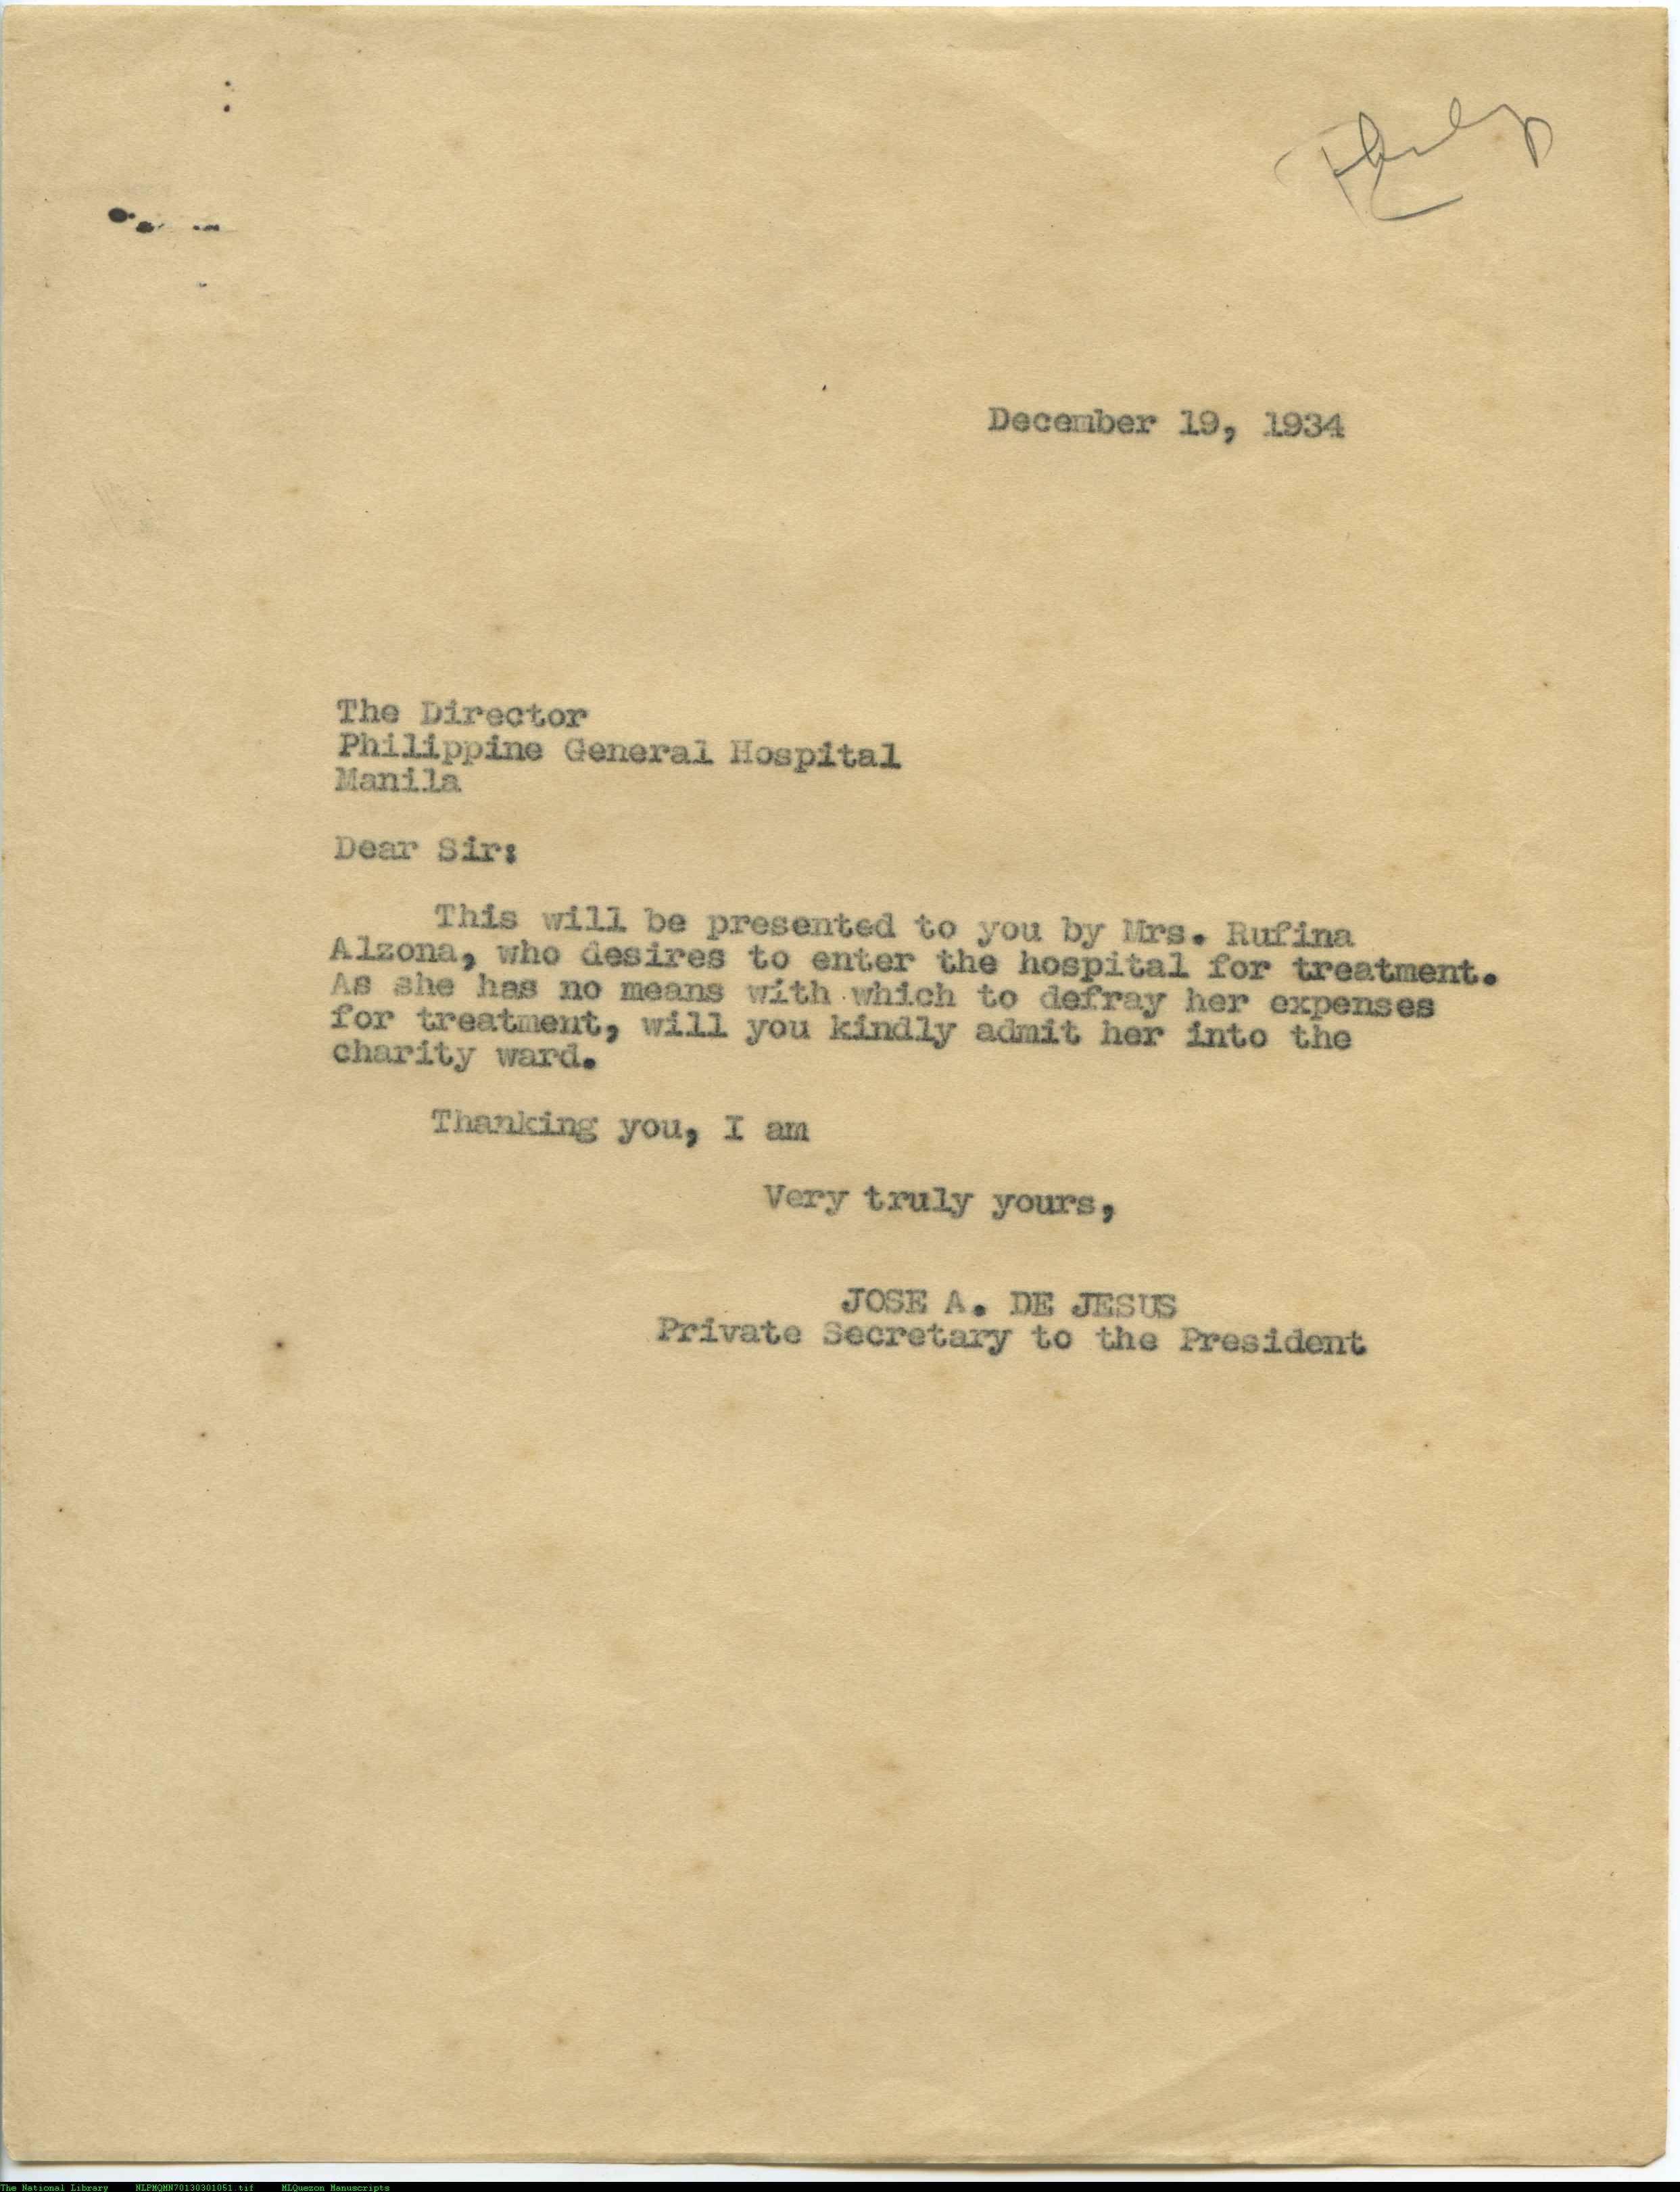 December 19, 1934
The Director
Philippine General Hospital
Manila
Dear Sir:
This will be presented to you by Mrs. Rufina
Alzona, who desires to enter the hospital for treatment.
As she has no means with which to defray her expenses
for treatment, will you kindly admit her into the
charity ward.
Thanking you, I am
Very truly yours,
JOSE A. DE JESUS
Private Secretary to the President
The National Library NLPMQMN70130301051.tif MLQuezon Manuscripts